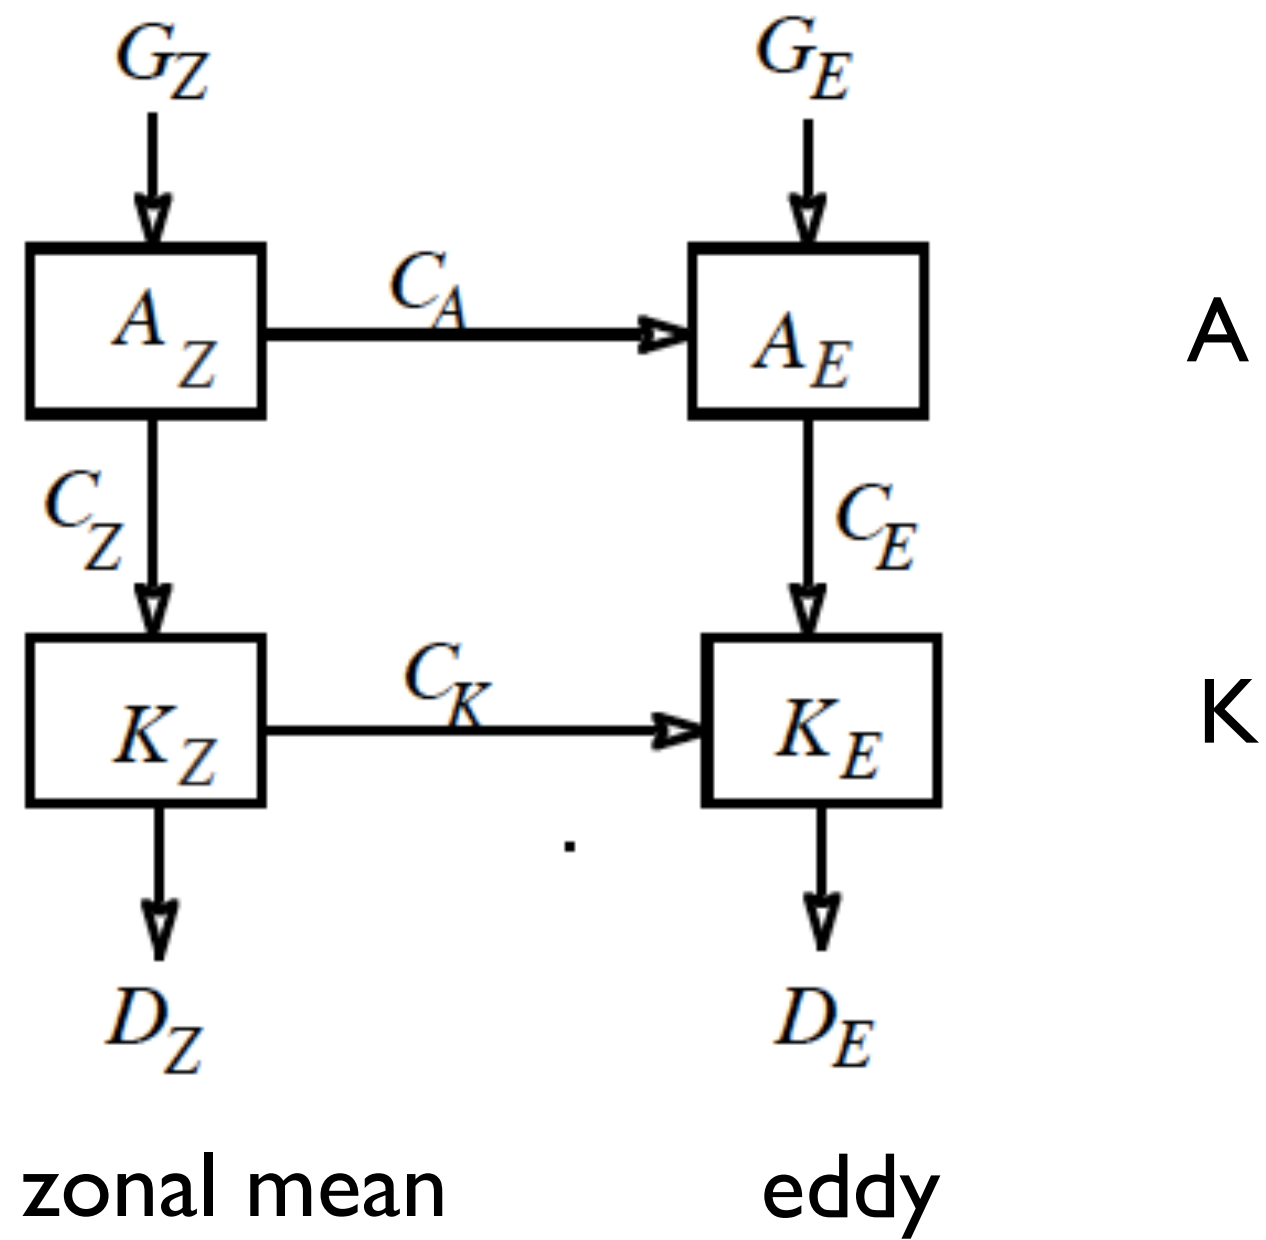 G_Z G_E
C_A
A_Z A_E A
C_Z C_E
C_K
K_Z K_E K
D_Z D_E
zonal mean eddy